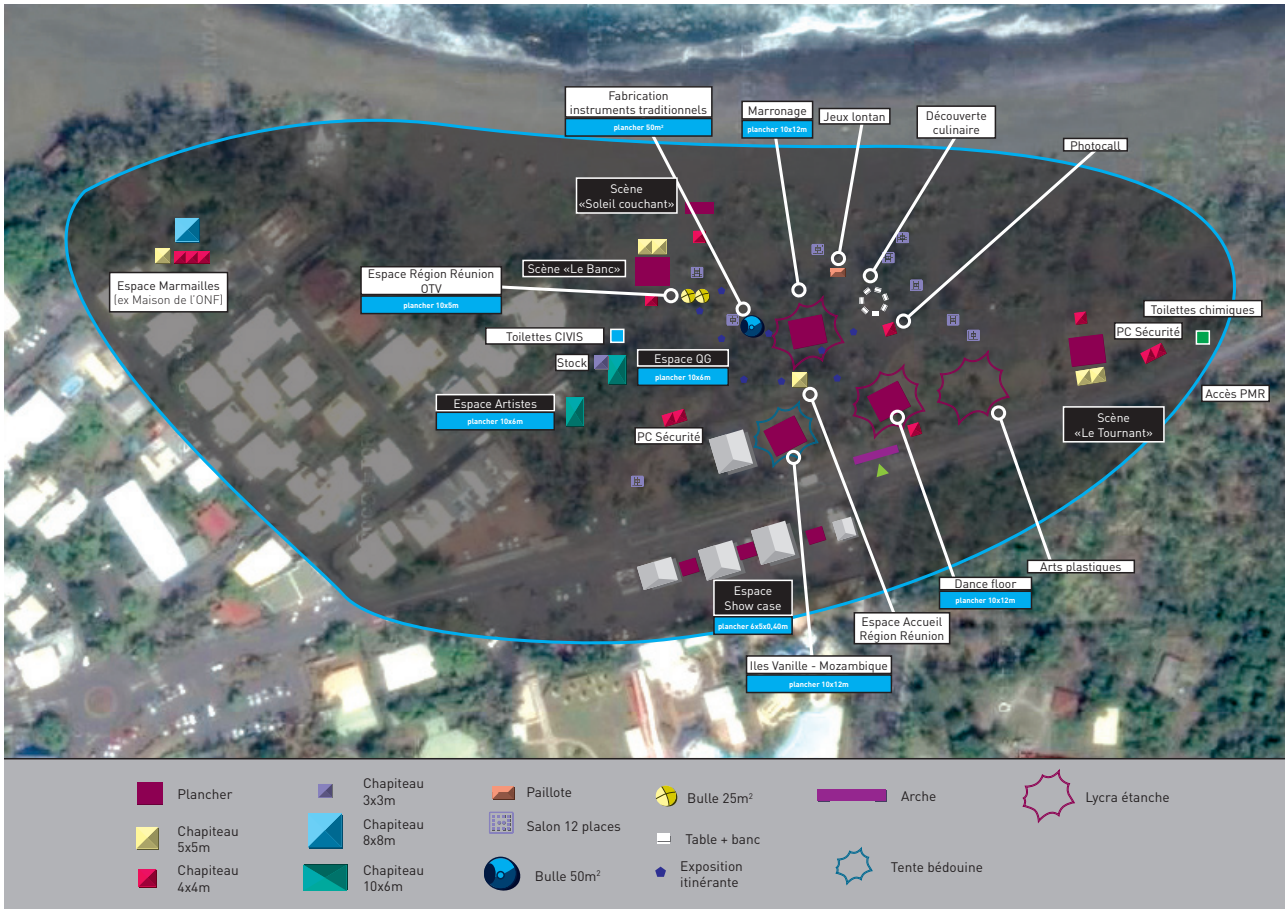 Fabrication
instruments traditionnels
plancher 50m²
Marronage
plancher 10x12m
Jeux lontan
Découverte
culinaire
Photocall
Scène
«Soleil couchant»
Scène «Le Banc»
Espace Région Réunion
OTV
plancher 10x5m
Espace Marmailles
(ex Maison de l'ONF)
Toilettes CIVIS
Stock
Espace QG
plancher 10x6m
Espace Artistes
plancher 10x6m
PC Sécurité
Toilettes chimiques
PC Sécurité
Accès PMR
Scène
«Le Tournant»
Arts plastiques
Dance floor
plancher 10x12m
Espace
Show case
plancher 6x5x0,40m
Espace Accueil
Région Réunion
Iles Vanille - Mozambique
plancher 10x12m
Plancher
Chapiteau
5x5m
Chapiteau
4x4m
Chapiteau
3x3m
Chapiteau
8x8m
Chapiteau
10x6m
Paillote
Salon 12 places
Bulle 50m²
Bulle 25m²
Table + banc
Exposition
itinérante
Arche
Tente bédouine
Lycra étanche